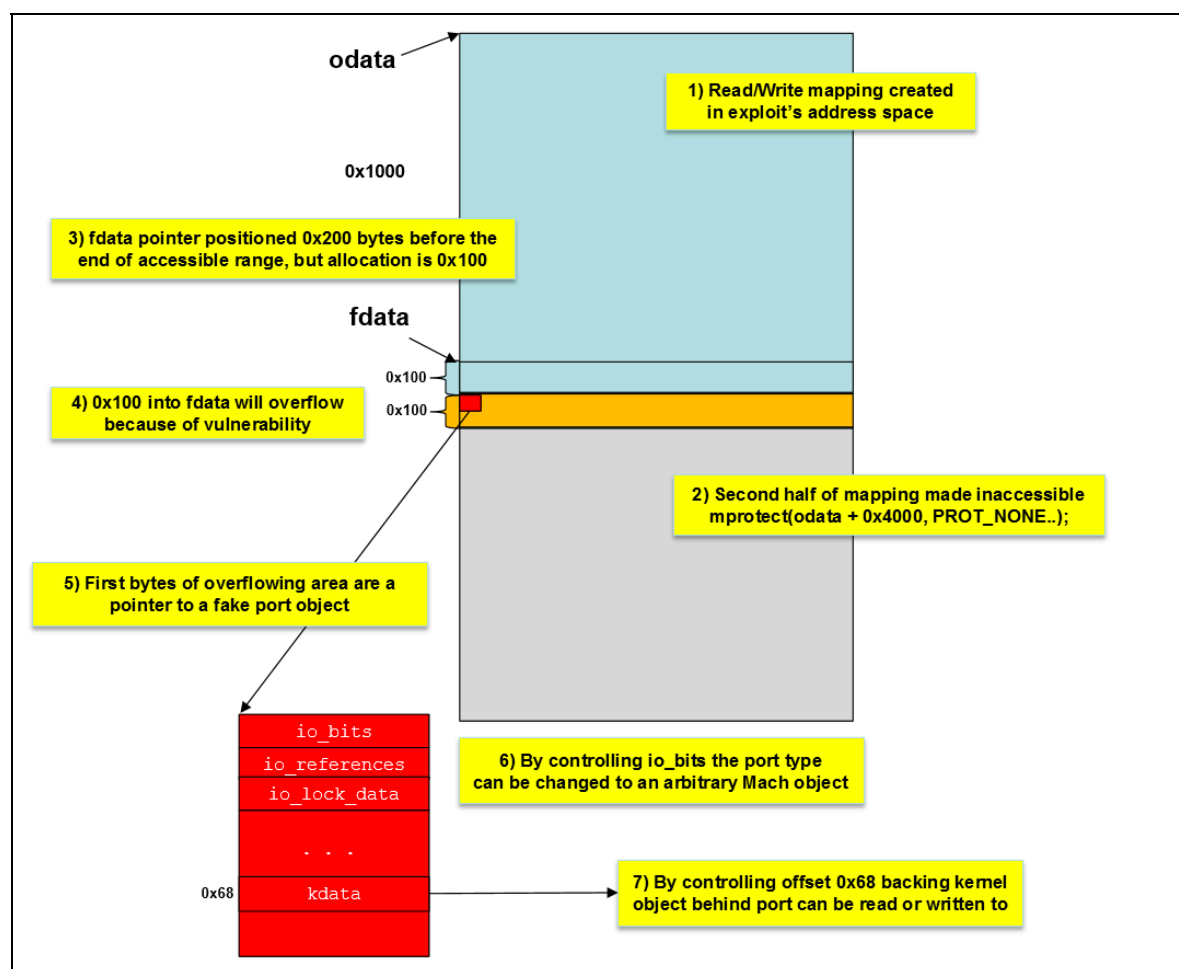 odata
1) Read/Write mapping created
in exploit's address space
0x1000
3) fdata pointer positioned 0x200 bytes before the
end of accessible range, but allocation is 0x100
fdata
0x100
4) 0x100 into fdata will overflow
because of vulnerability
0x100
2) Second half of mapping made inaccessible
mprotect(odata + 0x4000, PROT_NONE..);
5) First bytes of overflowing area are a
pointer to a fake port object
io_bits
io_references
io_lock_data
. . .
0x68
kdata
6) By controlling io_bits the port type
can be changed to an arbitrary Mach object
7) By controlling offset 0x68 backing kernel
object behind port can be read or written to